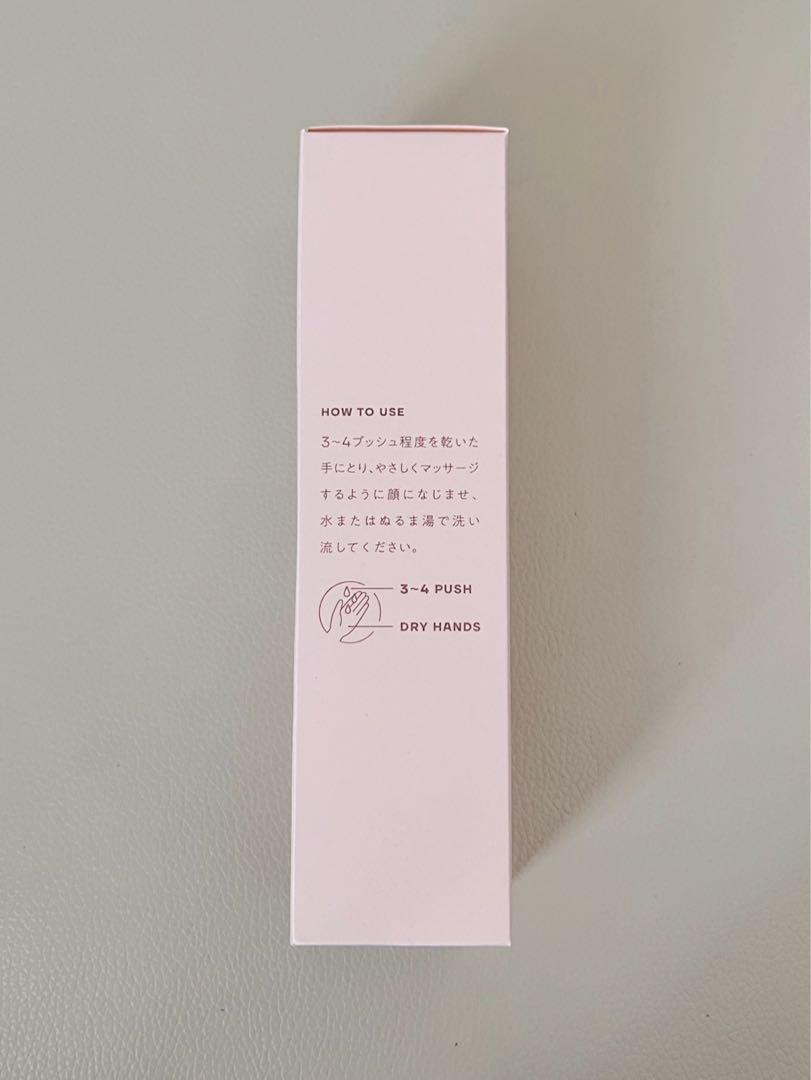 HOW TO USE
3~4プッシュ程度を乾いた
手にとり、やさしくマッサージ
するように顔になじませ、
水またはぬるま湯で洗い
流してください。
3~4 PUSH
DRY HANDS